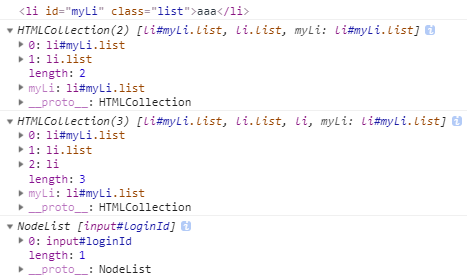 <li id="myLi" class="list">aaa</li>
▼ HTMLCollection(2) [li#myLi.list, li.list, myLi: li#myLi.list] i
▶ 0: li#myLi.list
▶ 1: li.list
length: 2
▶ myLi: li#myLi.list
▶ __proto__: HTMLCollection
▼ HTMLCollection(3) [li#myLi.list, li.list, li, myLi: li#myLi.list] i
▶ 0: li#myLi.list
▶ 1: li.list
▶ 2: li
length: 3
▶ myLi: li#myLi.list
▶ __proto__: HTMLCollection
▼ NodeList [input#loginId] i
▶ 0: input#loginId
length: 1
▶ __proto__: NodeList